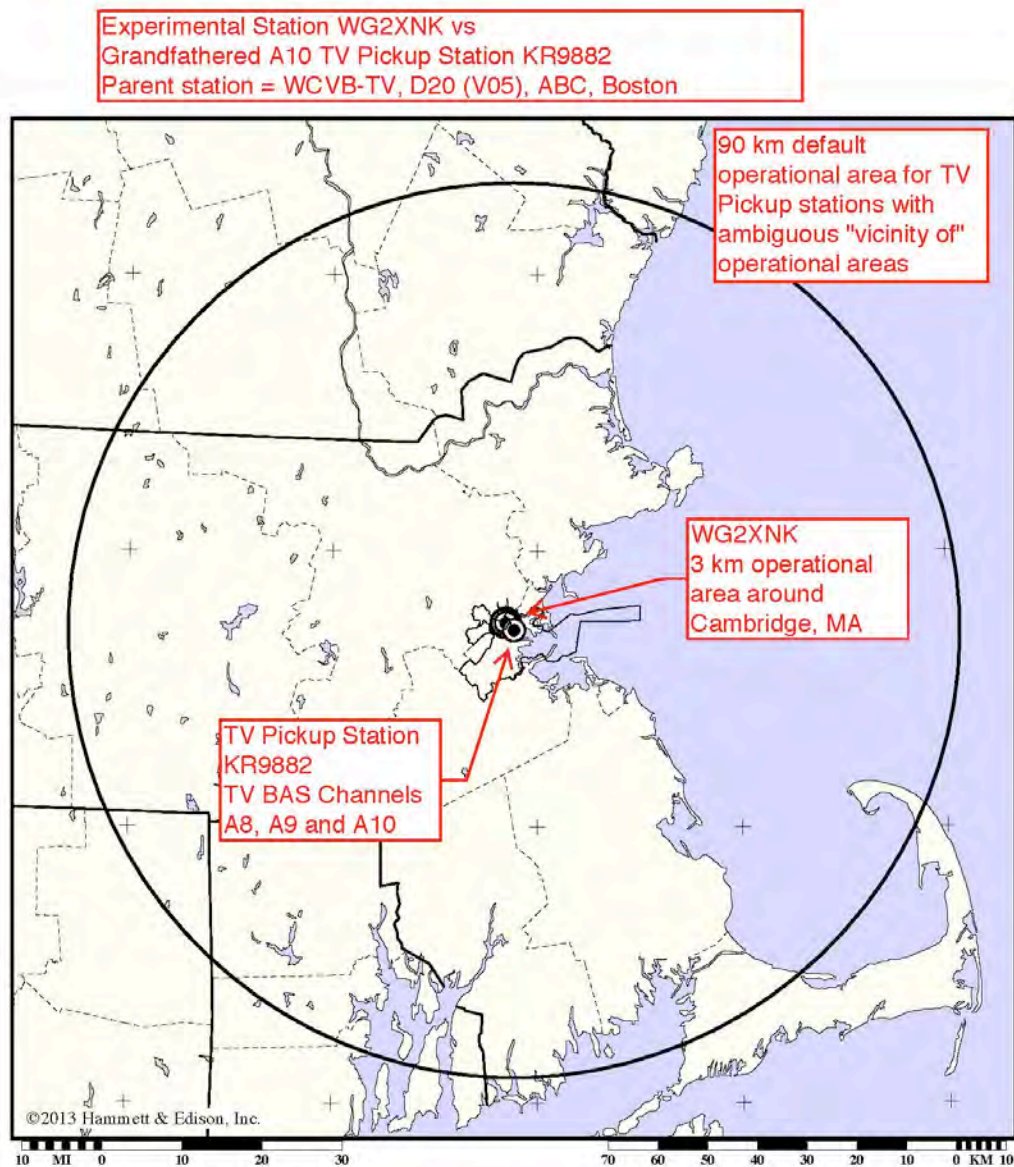 Experimental Station WG2XNK vs
Grandfathered A10 TV Pickup Station KR9882
Parent station = WCVB-TV, D20 (V05), ABC, Boston
90 km default
operational area for TV
Pickup stations with
ambiguous "vicinity of"
operational areas
WG2XNK
3 km operational
area around
Cambridge, MA
TV Pickup Station
KR9882
TV BAS Channels
A8, A9 and A10
©2013 Hammett & Edison, Inc.
10 MI 0 10 20 30 70 60 50 40 30 20 10 0 KM 10